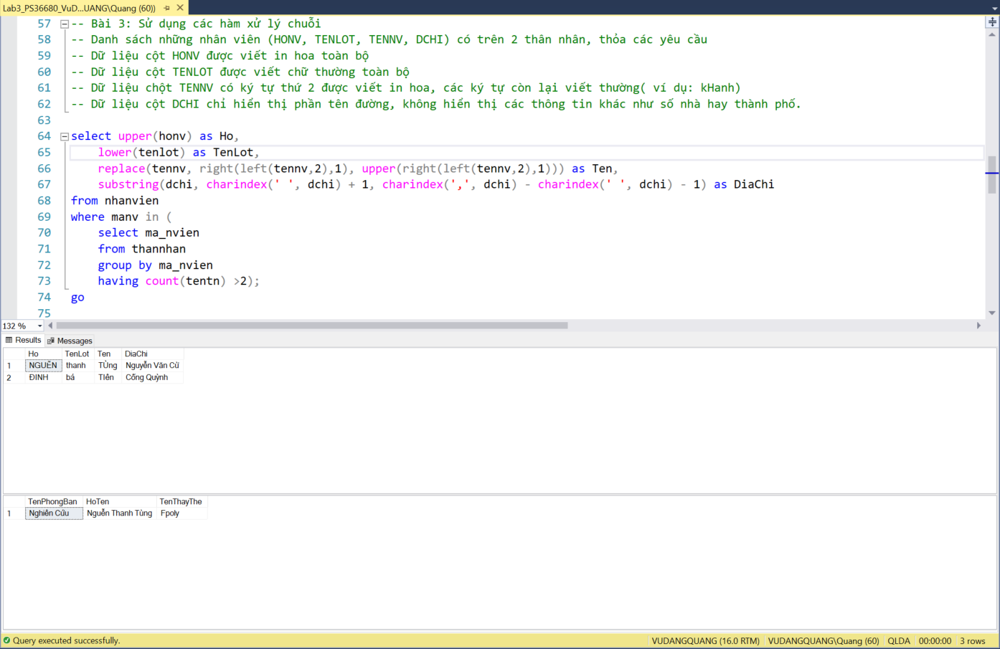 Lab3_PS36680_VuD...UANG\Quang (60))
57 -- Bài 3: Sử dụng các hàm xử lý chuỗi
58 -- Danh sách những nhân viên (HONV, TENLOT, TENNV, DCHI) có trên 2 thân nhân, thỏa các yêu cầu
59 -- Dữ liệu cột HONV được viết in hoa toàn bộ
60 -- Dữ liệu cột TENLOT được viết chữ thường toàn bộ
61 -- Dữ liệu chột TENNV có ký tự thứ 2 được viết in hoa, các ký tự còn lại viết thường( ví dụ: kHanh)
62 -- Dữ liệu cột DCHI chỉ hiển thị phần tên đường, không hiển thị các thông tin khác như số nhà hay thành phố.
63
64 select upper(honv) as Ho,
65 lower(tenlot) as TenLot,
66 replace(tennv, right(left(tennv,2),1), upper(right(left(tennv,2),1))) as Ten,
67 substring(dchi, charindex(' ', dchi) + 1, charindex(',', dchi) - charindex(' ', dchi) - 1) as DiaChi
68 from nhanvien
69 where manv in (
70 select ma_nvien
71 from thannhan
72 group by ma_nvien
73 having count(tentn) >2);
74 go
75
132 %
Results Messages
Ho TenLot Ten DiaChi
1 NGUỄN thanh TÙng Nguyễn Văn Cừ
2 ĐINH bá TIên Cống Quỳnh
TenPhongBan HoTen TenThayThe
1 Nghiên Cứu Nguễn Thanh Tùng Fpoly
Query executed successfully. VUDANGQUANG (16.0 RTM) VUDANGQUANG\Quang (60) QLDA 00:00:00 3 rows